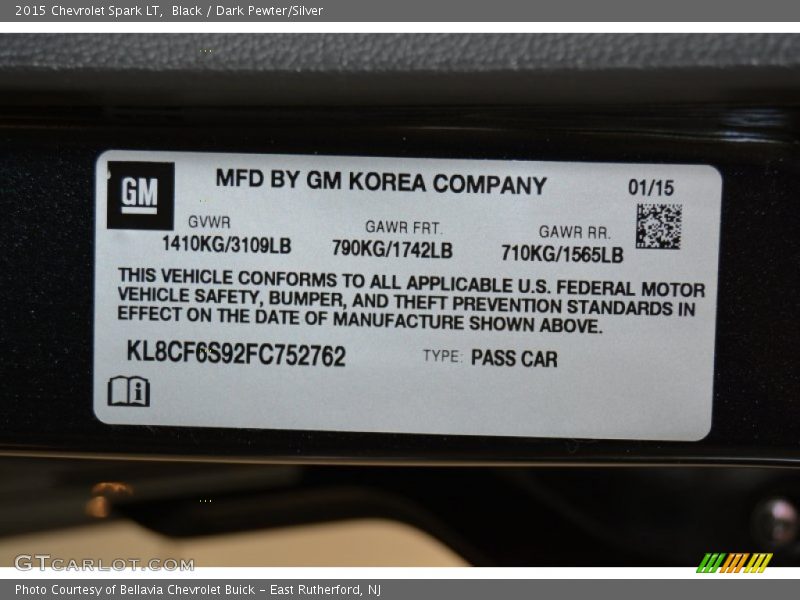 2015 Chevrolet Spark LT, Black / Dark Pewter/Silver
GM
MFD BY GM KOREA COMPANY
01/15
GVWR
GAWR FRT.
GAWR RR.
1410KG/3109LB
790KG/1742LB
710KG/1565LB
THIS VEHICLE CONFORMS TO ALL APPLICABLE U.S. FEDERAL MOTOR
VEHICLE SAFETY, BUMPER, AND THEFT PREVENTION STANDARDS IN
EFFECT ON THE DATE OF MANUFACTURE SHOWN ABOVE.
KL8CF6S92FC752762
TYPE: PASS CAR
GTCARLOT.COM
Photo Courtesy of Bellavia Chevrolet Buick - East Rutherford, NJ